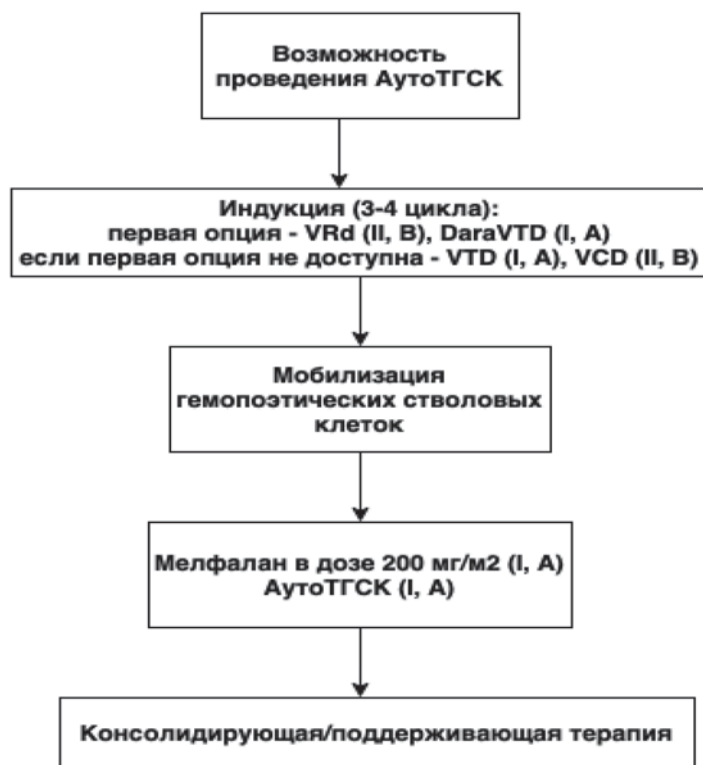 Возможность
проведения АутоТГСК
Индукция (3-4 цикла):
первая опция - VRd (II, B), DaraVTD (I, A)
если первая опция не доступна - VTD (I, A), VCD (II, B)
Мобилизация
гемопоэтических стволовых
клеток
Мелфалан в дозе 200 мг/м2 (I, A)
АутоТГСК (I, A)
Консолидирующая/поддерживающая терапия